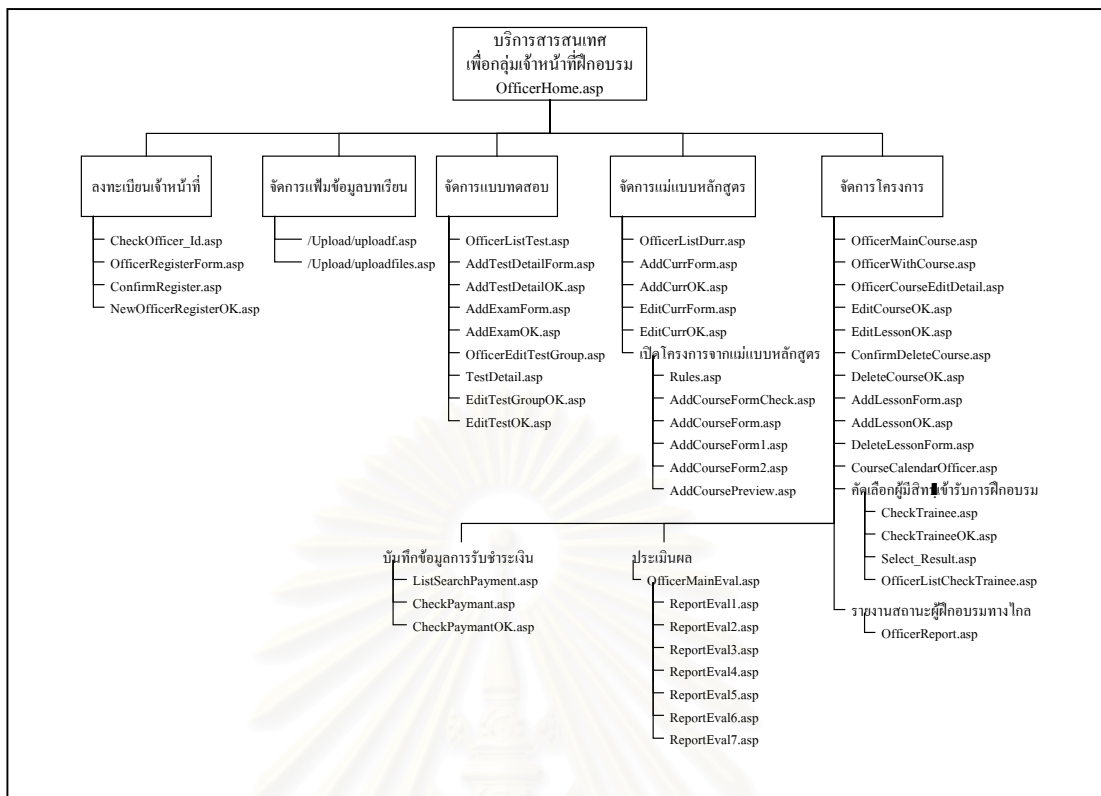 บริการสารสนเทศ
เพื่อกลุ่มเจ้าหน้าที่ฝึกอบรม
OfficerHome.asp
ลงทะเบียนเจ้าหน้าที่
CheckOfficer_Id.asp
OfficerRegisterForm.asp
ConfirmRegister.asp
NewOfficerRegisterOK.asp
จัดการแฟ้มข้อมูลบทเรียน
/Upload/uploadf.asp
/Upload/uploadfiles.asp
จัดการแบบทดสอบ
OfficerListTest.asp
AddTestDetailForm.asp
AddTestDetailOK.asp
AddExamForm.asp
AddExamOK.asp
OfficerEditTestGroup.asp
TestDetail.asp
EditTestGroupOK.asp
EditTestOK.asp
จัดการแม่แบบหลักสูตร
OfficerListDurr.asp
AddCurrForm.asp
AddCurrOK.asp
EditCurrForm.asp
EditCurrOK.asp
เปิดโครงการจากแม่แบบหลักสูตร
Rules.asp
AddCourseFormCheck.asp
AddCourseForm.asp
AddCourseForm1.asp
AddCourseForm2.asp
AddCoursePreview.asp
จัดการโครงการ
OfficerMainCourse.asp
OfficerWithCourse.asp
OfficerCourseEditDetail.asp
EditCourseOK.asp
EditLessonOK.asp
ConfirmDeleteCourse.asp
DeleteCourseOK.asp
AddLessonForm.asp
AddLessonOK.asp
DeleteLessonForm.asp
CourseCalendarOfficer.asp
คัดเลือกผู้มีสิทธิ์เข้ารับการฝึกอบรม
CheckTrainee.asp
CheckTraineeOK.asp
Select_Result.asp
OfficerListCheckTrainee.asp
รายงานสถานะผู้ฝึกอบรมทางไกล
OfficerReport.asp
บันทึกข้อมูลการรับชำระเงิน
ListSearchPayment.asp
CheckPaymant.asp
CheckPaymantOK.asp
ประเมินผล
OfficerMainEval.asp
ReportEval1.asp
ReportEval2.asp
ReportEval3.asp
ReportEval4.asp
ReportEval5.asp
ReportEval6.asp
ReportEval7.asp